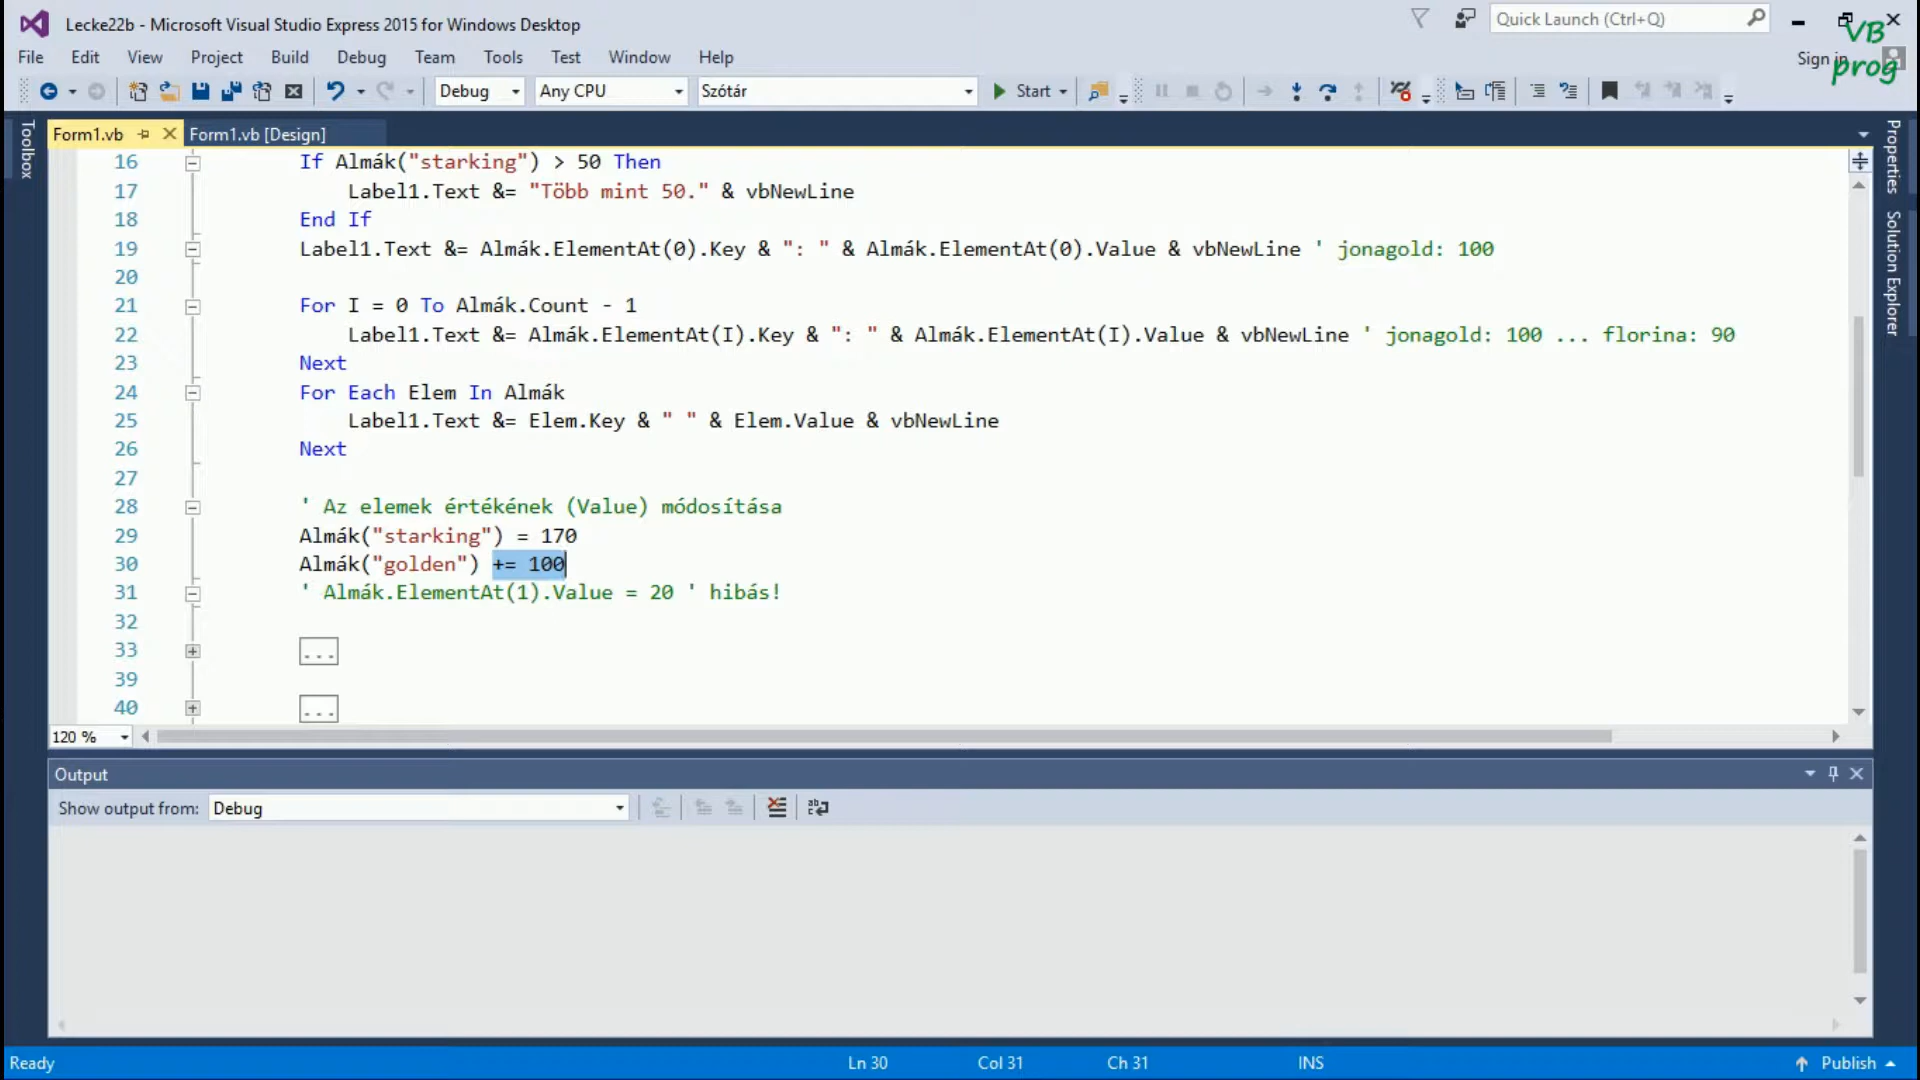 Lecke22b - Microsoft Visual Studio Express 2015 for Windows Desktop
Quick Launch (Ctrl+Q)
VB
prog
File Edit View Project Build Debug Team Tools Test Window Help
Sign in
Debug Any CPU Szótár Start
Toolbox
Form1.vb Form1.vb [Design]
Properties
Solution Explorer
16 If Almák("starking") > 50 Then
17 Label1.Text &= "Több mint 50." & vbNewLine
18 End If
19 Label1.Text &= Almák.ElementAt(0).Key & ": " & Almák.ElementAt(0).Value & vbNewLine ' jonagold: 100
20
21 For I = 0 To Almák.Count - 1
22 Label1.Text &= Almák.ElementAt(I).Key & ": " & Almák.ElementAt(I).Value & vbNewLine ' jonagold: 100 ... florina: 90
23 Next
24 For Each Elem In Almák
25 Label1.Text &= Elem.Key & " " & Elem.Value & vbNewLine
26 Next
27
28 ' Az elemek értékének (Value) módosítása
29 Almák("starking") = 170
30 Almák("golden") += 100
31 ' Almák.ElementAt(1).Value = 20 ' hibás!
32
33 ...
39
40 ...
120 %
Output
Show output from: Debug
Ready Ln 30 Col 31 Ch 31 INS Publish